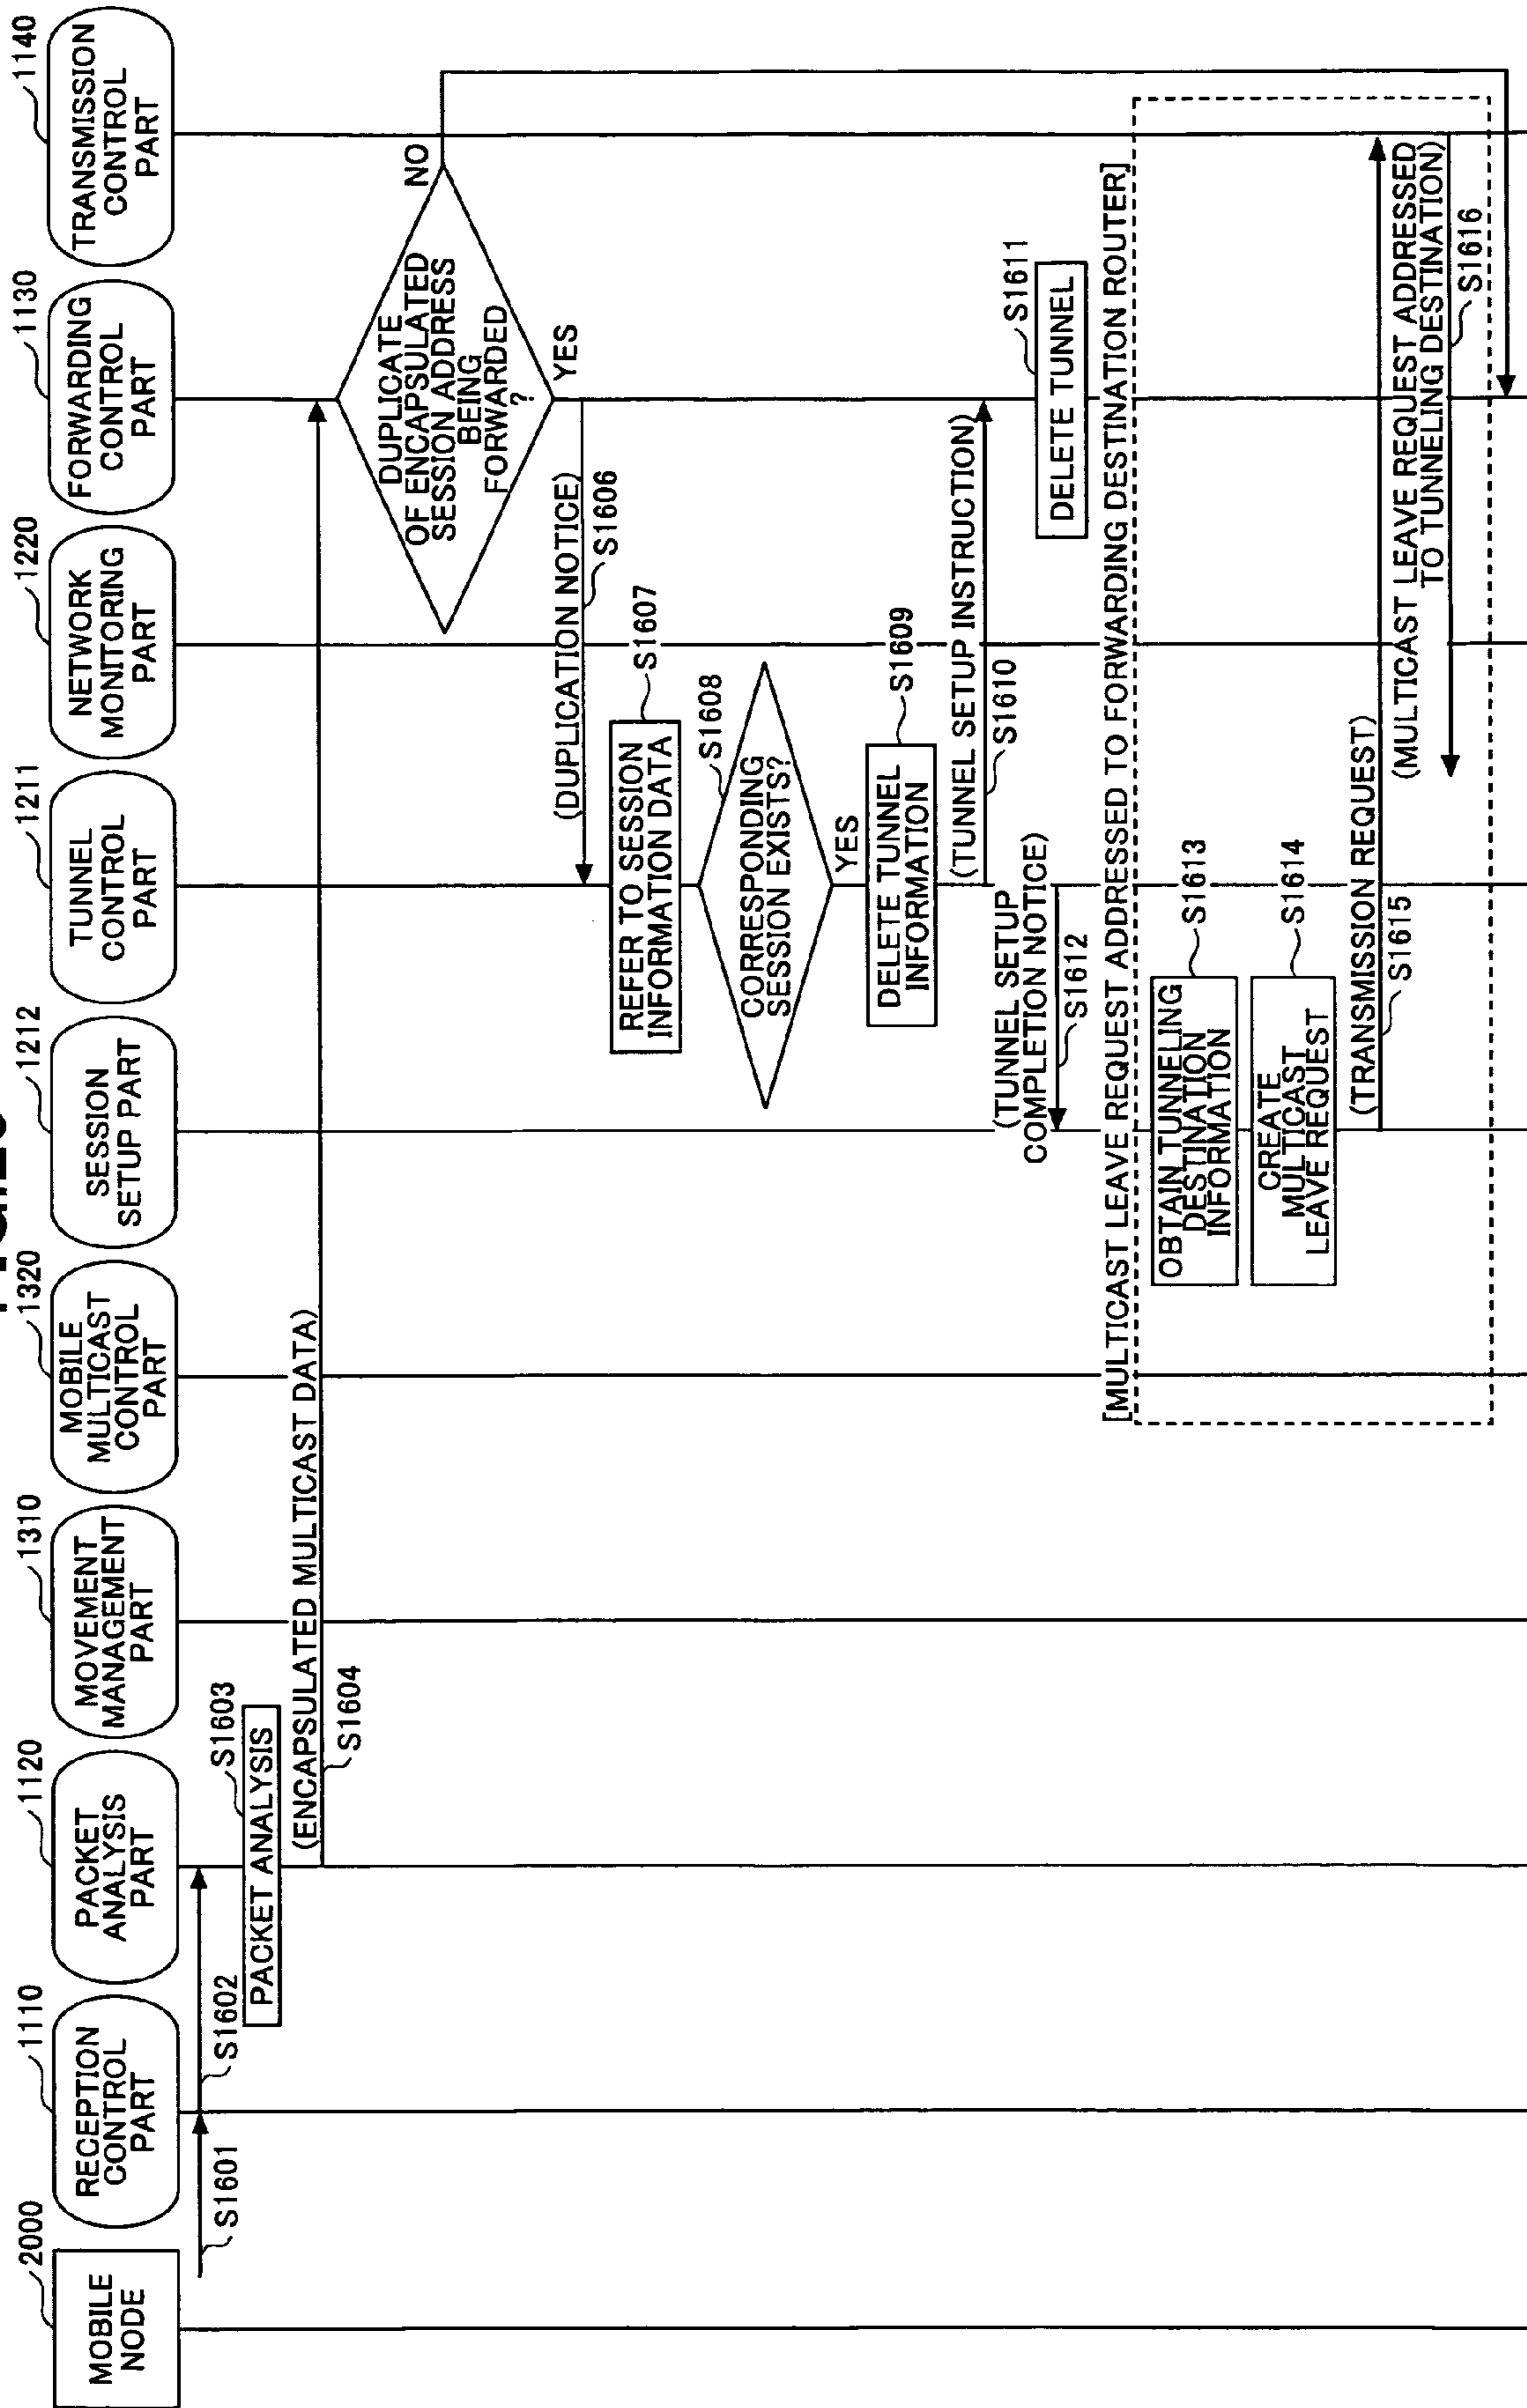 2000
MOBILE
NODE
1110
RECEPTION
CONTROL
PART
1120
PACKET
ANALYSIS
PART
1310
MOVEMENT
MANAGEMENT
PART
1320
MOBILE
MULTICAST
CONTROL
PART
1212
SESSION
SETUP PART
1211
TUNNEL
CONTROL
PART
1220
NETWORK
MONITORING
PART
1130
FORWARDING
CONTROL
PART
1140
TRANSMISSION
CONTROL
PART
S1601
S1602
S1603
PACKET ANALYSIS
(ENCAPSULATED MULTICAST DATA)
S1604
DUPLICATE
OF ENCAPSULATED
SESSION ADDRESS
BEING
FORWARDED
?
NO
YES
(DUPLICATION NOTICE)
S1606
REFER TO SESSION
INFORMATION DATA
S1607
CORRESPONDING
SESSION EXISTS?
S1608
YES
DELETE TUNNEL
INFORMATION
S1609
(TUNNEL SETUP INSTRUCTION)
S1610
DELETE TUNNEL
S1611
(TUNNEL SETUP
COMPLETION NOTICE)
S1612
[MULTICAST LEAVE REQUEST ADDRESSED TO FORWARDING DESTINATION ROUTER]
OBTAIN TUNNELING
DESTINATION
INFORMATION
S1613
CREATE
MULTICAST
LEAVE REQUEST
S1614
(TRANSMISSION REQUEST)
S1615
(MULTICAST LEAVE REQUEST ADDRESSED
TO TUNNELING DESTINATION)
S1616